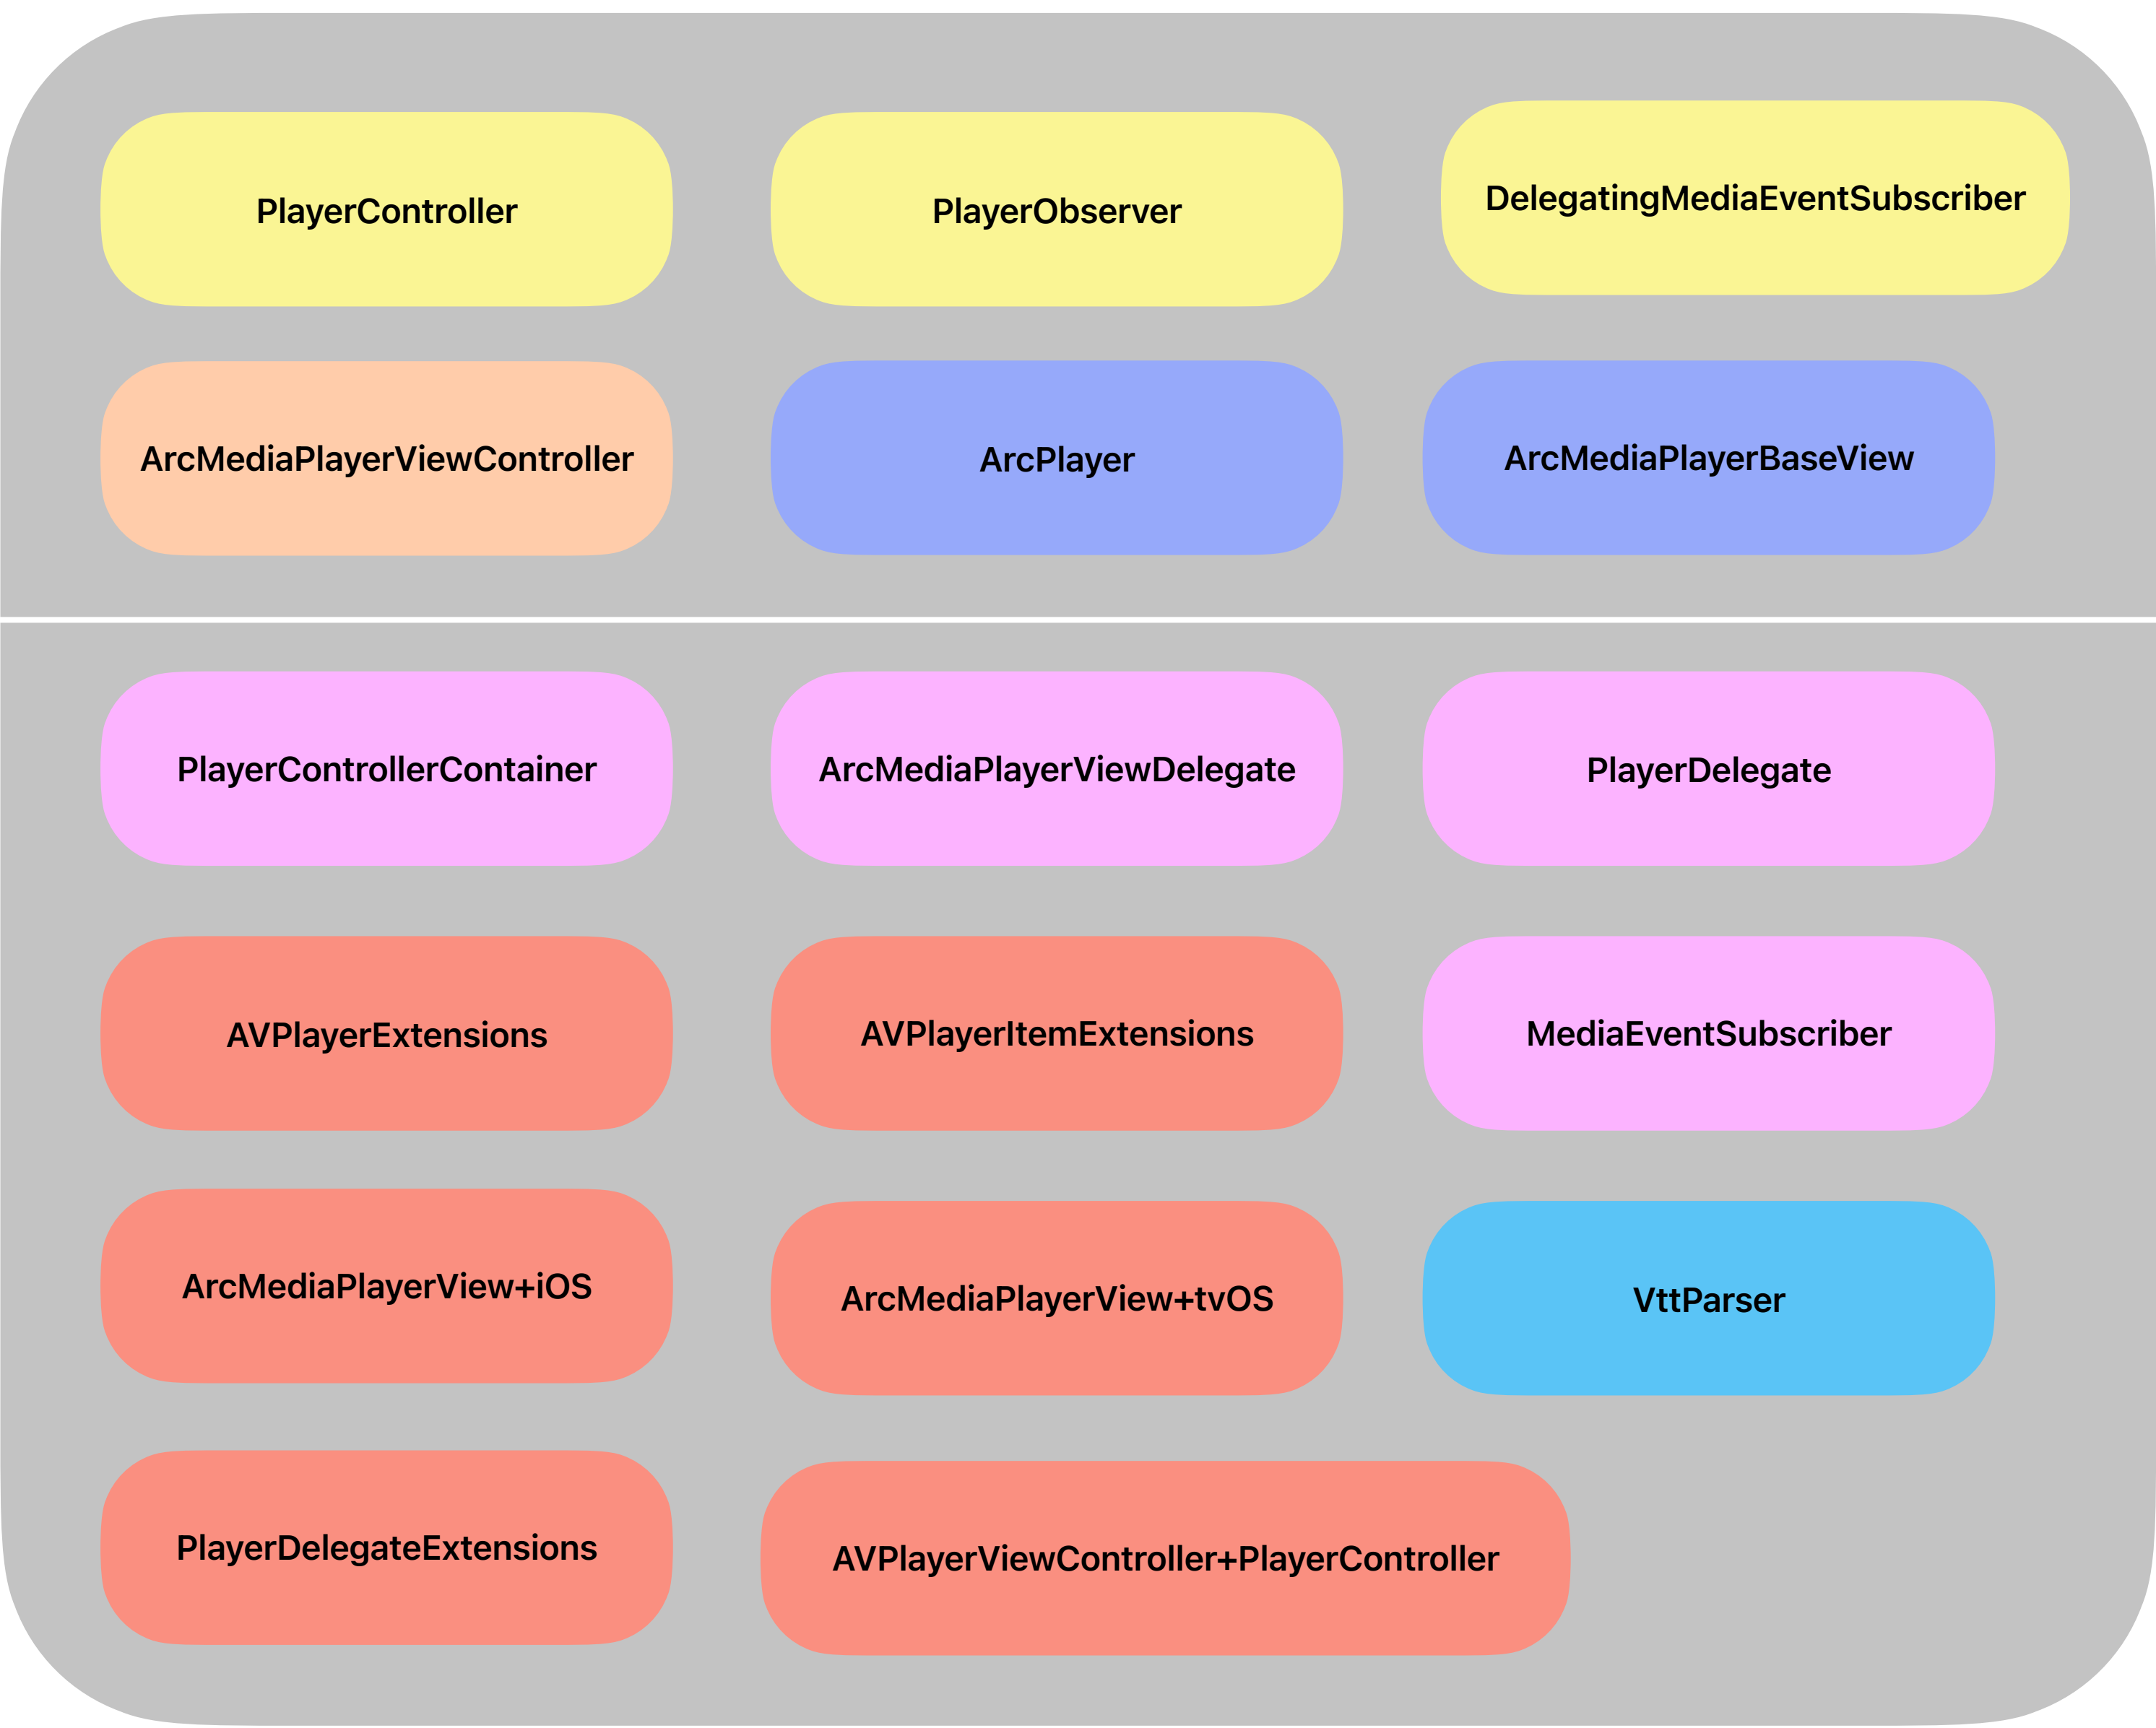 PlayerController
PlayerObserver
DelegatingMediaEventSubscriber
ArcMediaPlayerViewController
ArcPlayer
ArcMediaPlayerBaseView
PlayerControllerContainer
ArcMediaPlayerViewDelegate
PlayerDelegate
AVPlayerExtensions
AVPlayerItemExtensions
MediaEventSubscriber
ArcMediaPlayerView+iOS
ArcMediaPlayerView+tvOS
VttParser
PlayerDelegateExtensions
AVPlayerViewController+PlayerController